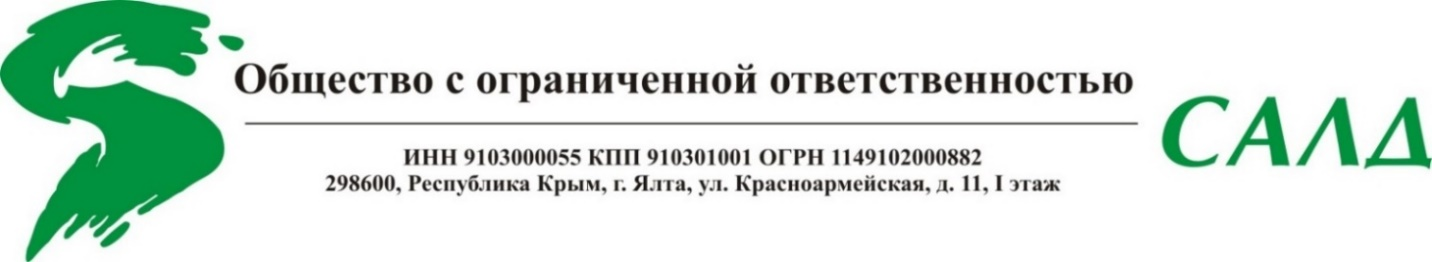 Общество с ограниченной ответственностью
САЛД
ИНН 9103000055 КПП 910301001 ОГРН 1149102000882
298600, Республика Крым, г. Ялта, ул. Красноармейская, д. 11, I этаж